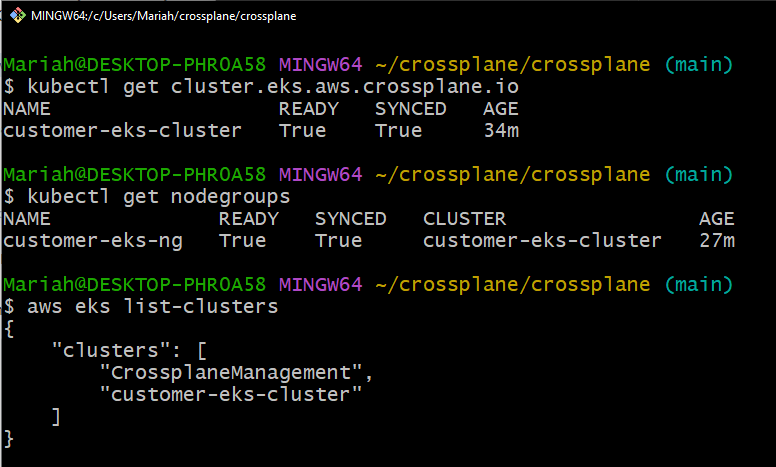 MINGW64:/c/Users/Mariah/crossplane/crossplane
Mariah@DESKTOP-PHROA58 MINGW64 ~/crossplane/crossplane (main)
$ kubectl get cluster.eks.aws.crossplane.io
NAME READY SYNCED AGE
customer-eks-cluster True True 34m
Mariah@DESKTOP-PHROA58 MINGW64 ~/crossplane/crossplane (main)
$ kubectl get nodegroups
NAME READY SYNCED CLUSTER AGE
customer-eks-ng True True customer-eks-cluster 27m
Mariah@DESKTOP-PHROA58 MINGW64 ~/crossplane/crossplane (main)
$ aws eks list-clusters
{
"clusters": [
"CrossplaneManagement",
"customer-eks-cluster"
]
}